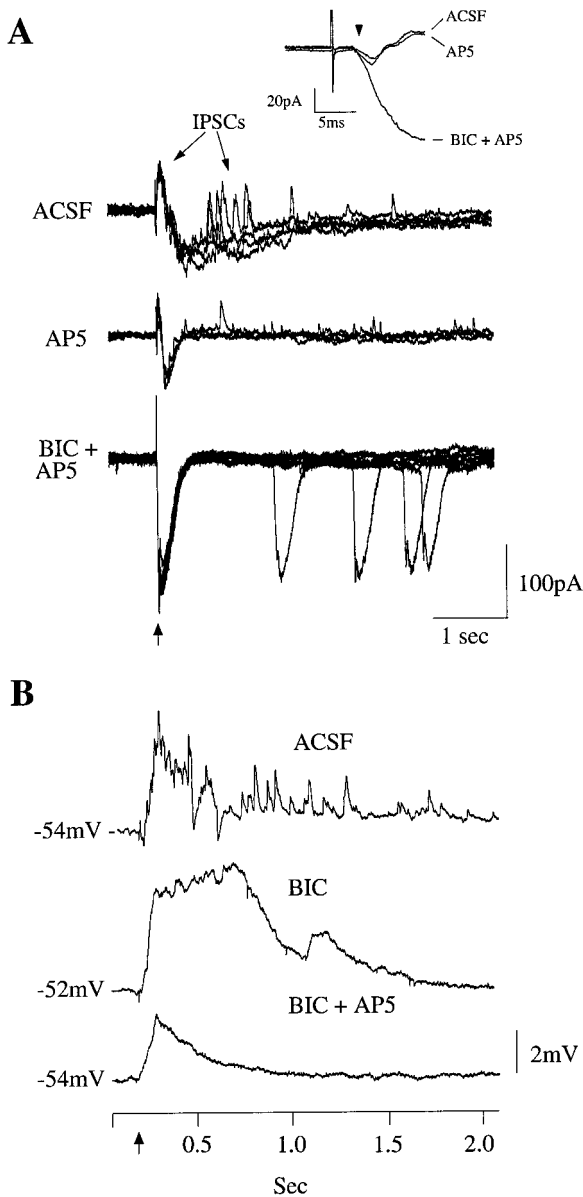 A
ACSF
AP5
20pA
5ms
BIC + AP5
IPSCs
ACSF
AP5
BIC +
AP5
100pA
1 sec
B
ACSF
-54mV
BIC
-52mV
BIC + AP5
-54mV
2mV
0.5 1.0 1.5 2.0
Sec